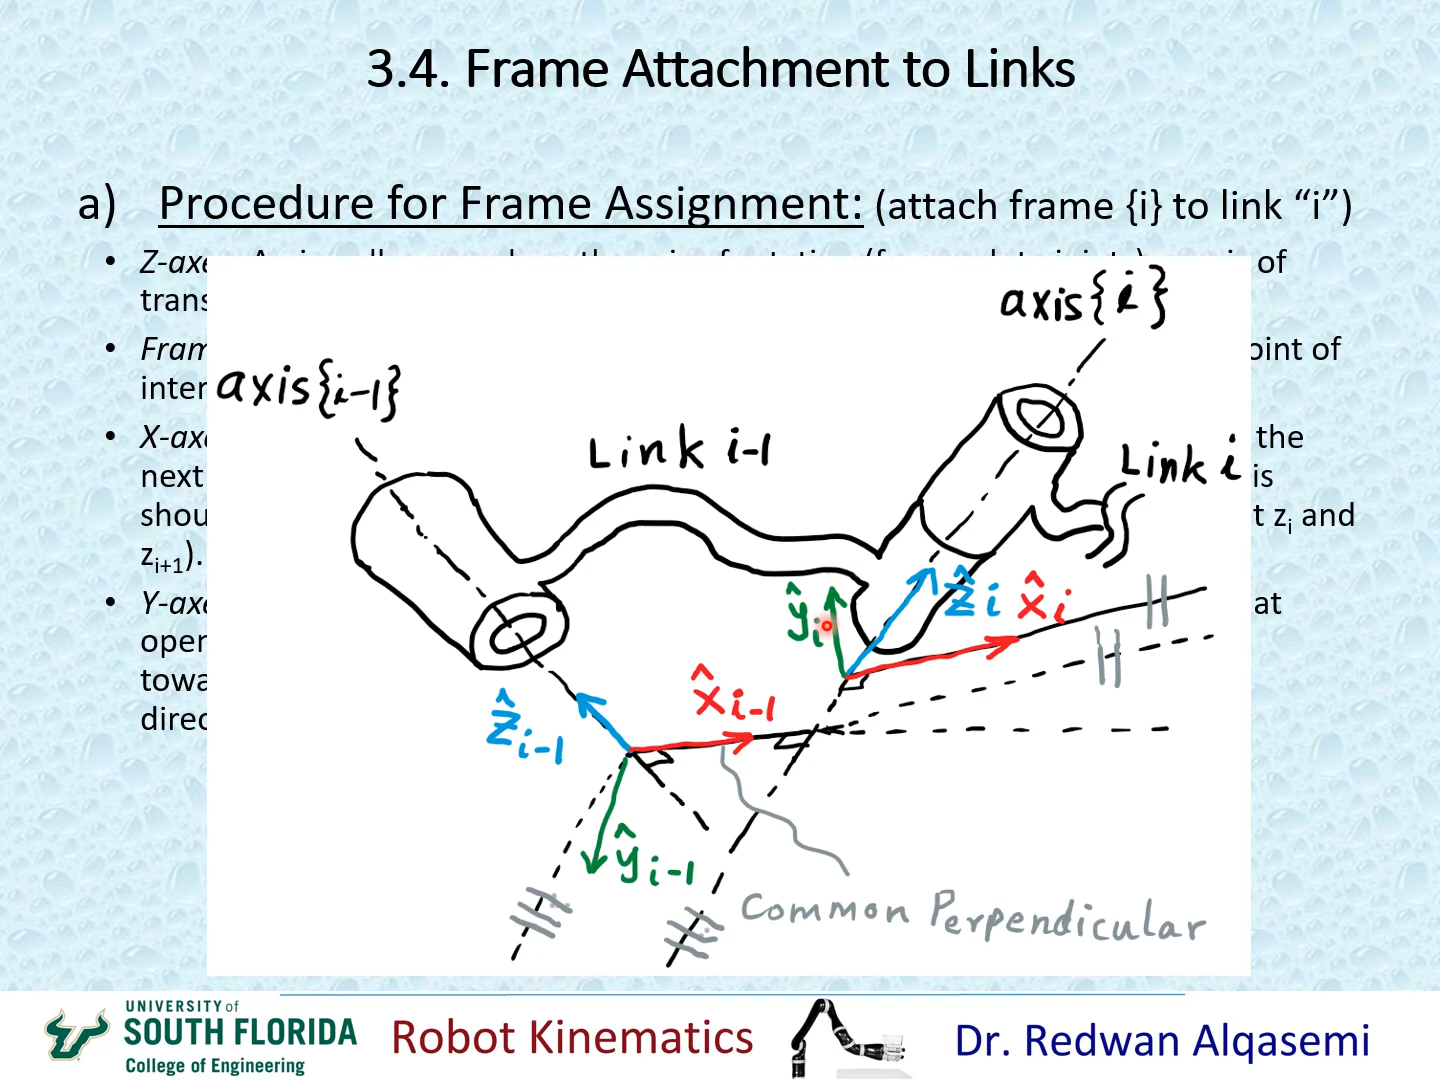 3.4. Frame Attachment to Links
a) Procedure for Frame Assignment: (attach frame {i} to link “i”)
• Z-axe of
trans
• Fram oint of
inter
• X-axe the
next is
shou t zi and
zi+1).
• Y-axe at
oper
towa
direc
axis{i}
axis{i-1}
Link i-1
Link i
ŷi
ẑi x̂i
x̂i-1
ẑi-1
ŷi-1
Common Perpendicular
UNIVERSITY of
SOUTH FLORIDA
College of Engineering
Robot Kinematics
Dr. Redwan Alqasemi